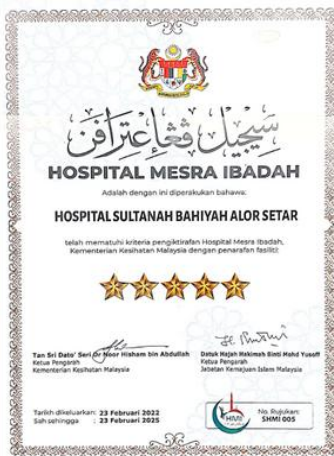 سيجيل ڤڠاعترافن
HOSPITAL MESRA IBADAH
Adalah dengan ini diperakukan bahawa:
HOSPITAL SULTANAH BAHIYAH ALOR SETAR
telah mematuhi kriteria pengiktirafan Hospital Mesra Ibadah,
Kementerian Kesihatan Malaysia dengan penarafan fasiliti:
Tan Sri Dato' Seri Dr Noor Hisham bin Abdullah
Ketua Pengarah
Kementerian Kesihatan Malaysia
Datuk Hajah Hakimah Binti Mohd Yusoff
Ketua Pengarah
Jabatan Kemajuan Islam Malaysia
Tarikh dikeluarkan: 23 Februari 2022
Sah sehingga : 23 Februari 2025
HMI
No. Rujukan:
SHMI 005